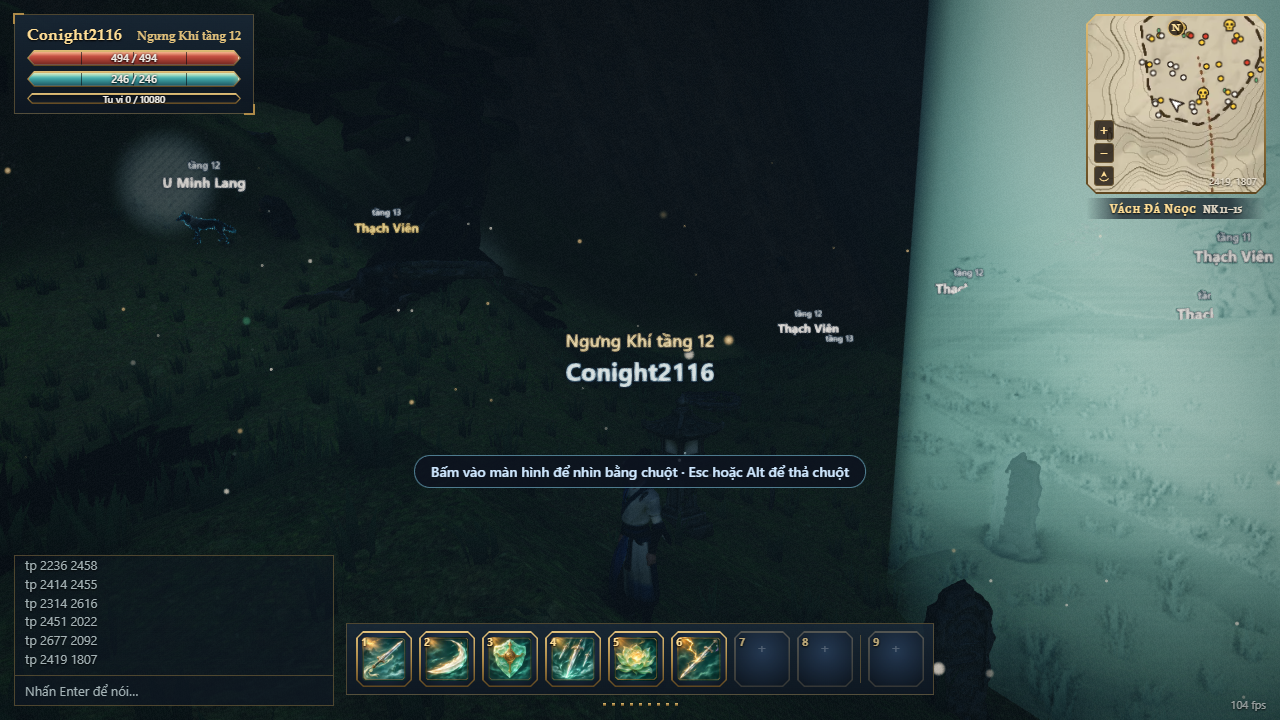 Conight2116 Ngưng Khí tầng 12
494 / 494
246 / 246
Tu vi 0 / 10080
N
+
−
2419, 1807
Vách Đá Ngọc NK 11–15
tầng 12
U Minh Lang
tầng 13
Thạch Viên
tầng 11
Thạch Viên
tầng 12
tầng 12
Thạch Viên
tầng 13
Ngưng Khí tầng 12
Conight2116
Bấm vào màn hình để nhìn bằng chuột · Esc hoặc Alt để thả chuột
tp 2236 2458
tp 2414 2455
tp 2314 2616
tp 2451 2022
tp 2677 2092
tp 2419 1807
Nhấn Enter để nói...
1 2 3 4 5 6 7 8 9
104 fps